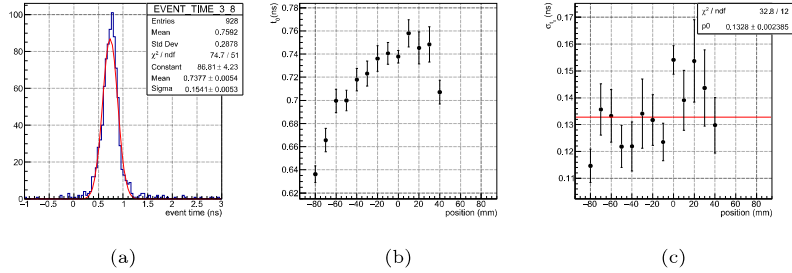 EVENT_TIME_3_8
Entries 928
Mean 0.7592
Std Dev 0.2878
χ² / ndf 74.7 / 51
Constant 86.81 ± 4.23
Mean 0.7377 ± 0.0054
Sigma 0.1541 ± 0.0053
100
80
60
40
20
0
−1 −0.5 0 0.5 1 1.5 2 2.5 3
event time (ns)
(a)
t₀(ns)
0.78
0.76
0.74
0.72
0.7
0.68
0.66
0.64
0.62
−80 −60 −40 −20 0 20 40 60 80
position (mm)
(b)
σt₀(ns)
χ² / ndf 32.8 / 12
p0 0.1328 ± 0.002385
0.17
0.16
0.15
0.14
0.13
0.12
0.11
−80 −60 −40 −20 0 20 40 60 80
position (mm)
(c)